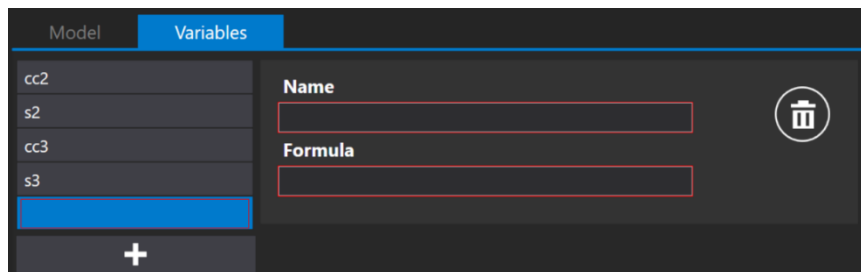 Model Variables
cc2
s2
cc3
s3
Name
Formula